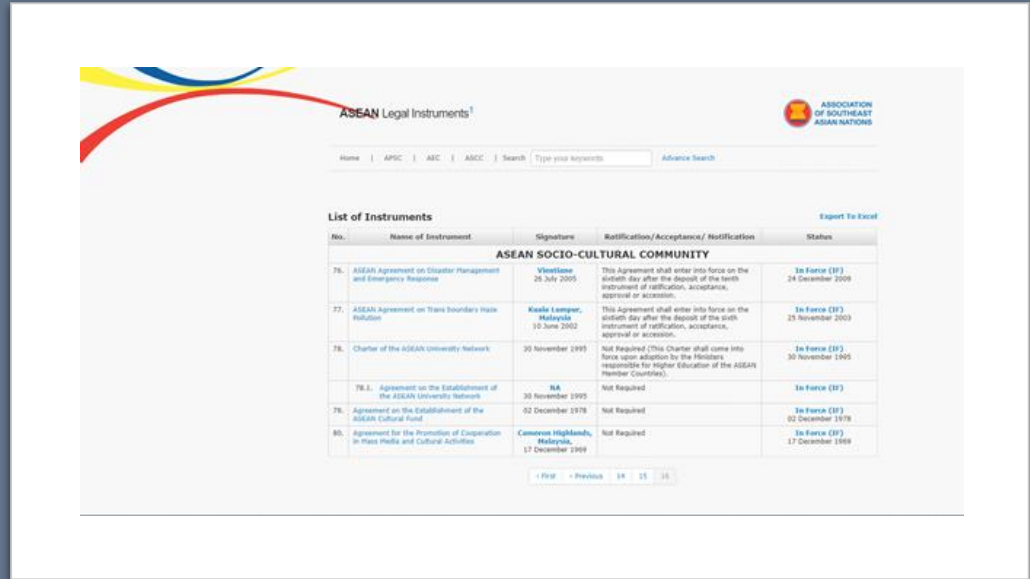 ASEAN Legal Instruments1
ASSOCIATION
OF SOUTHEAST
ASIAN NATIONS
Home | APSC | AEC | ASCC | Search Type your keywords Advance Search
List of Instruments
Export To Excel
No. Name of Instrument Signature Ratification/Acceptance/ Notification Status
ASEAN SOCIO-CULTURAL COMMUNITY
76. ASEAN Agreement on Disaster Management Vientiane This Agreement shall enter into force on the In Force (IF)
and Emergency Response 26 July 2005 sixtieth day after the deposit of the tenth 24 December 2009
instrument of ratification, acceptance,
approval or accession.
77. ASEAN Agreement on Trans boundary Haze Kuala Lumpur, This Agreement shall enter into force on the In Force (IF)
Pollution Malaysia sixtieth day after the deposit of the sixth 25 November 2003
10 June 2002 instrument of ratification, acceptance,
approval or accession.
78. Charter of the ASEAN University Network 30 November 1995 Not Required (This Charter shall come into In Force (IF)
force upon adoption by the Ministers 30 November 1995
responsible for Higher Education of the ASEAN
Member Countries).
78.1. Agreement on the Establishment of NA Not Required In Force (IF)
the ASEAN University Network 30 November 1995
79. Agreement on the Establishment of the 02 December 1978 Not Required In Force (IF)
ASEAN Cultural Fund 02 December 1978
80. Agreement for the Promotion of Cooperation Cameron Highlands, Not Required In Force (IF)
in Mass Media and Cultural Activities Malaysia, 17 December 1969
17 December 1969
‹ First ‹ Previous 14 15 16